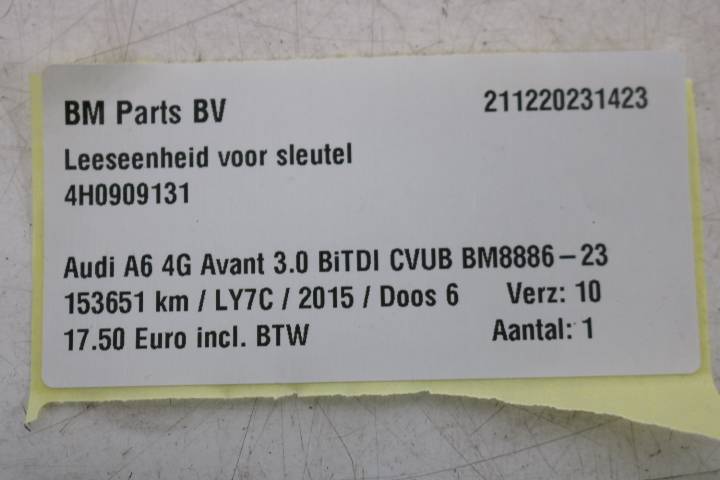 BM Parts BV 211220231423
Leeseenheid voor sleutel
4H0909131
Audi A6 4G Avant 3.0 BiTDI CVUB BM8886-23
153651 km / LY7C / 2015 / Doos 6 Verz: 10
17.50 Euro incl. BTW Aantal: 1